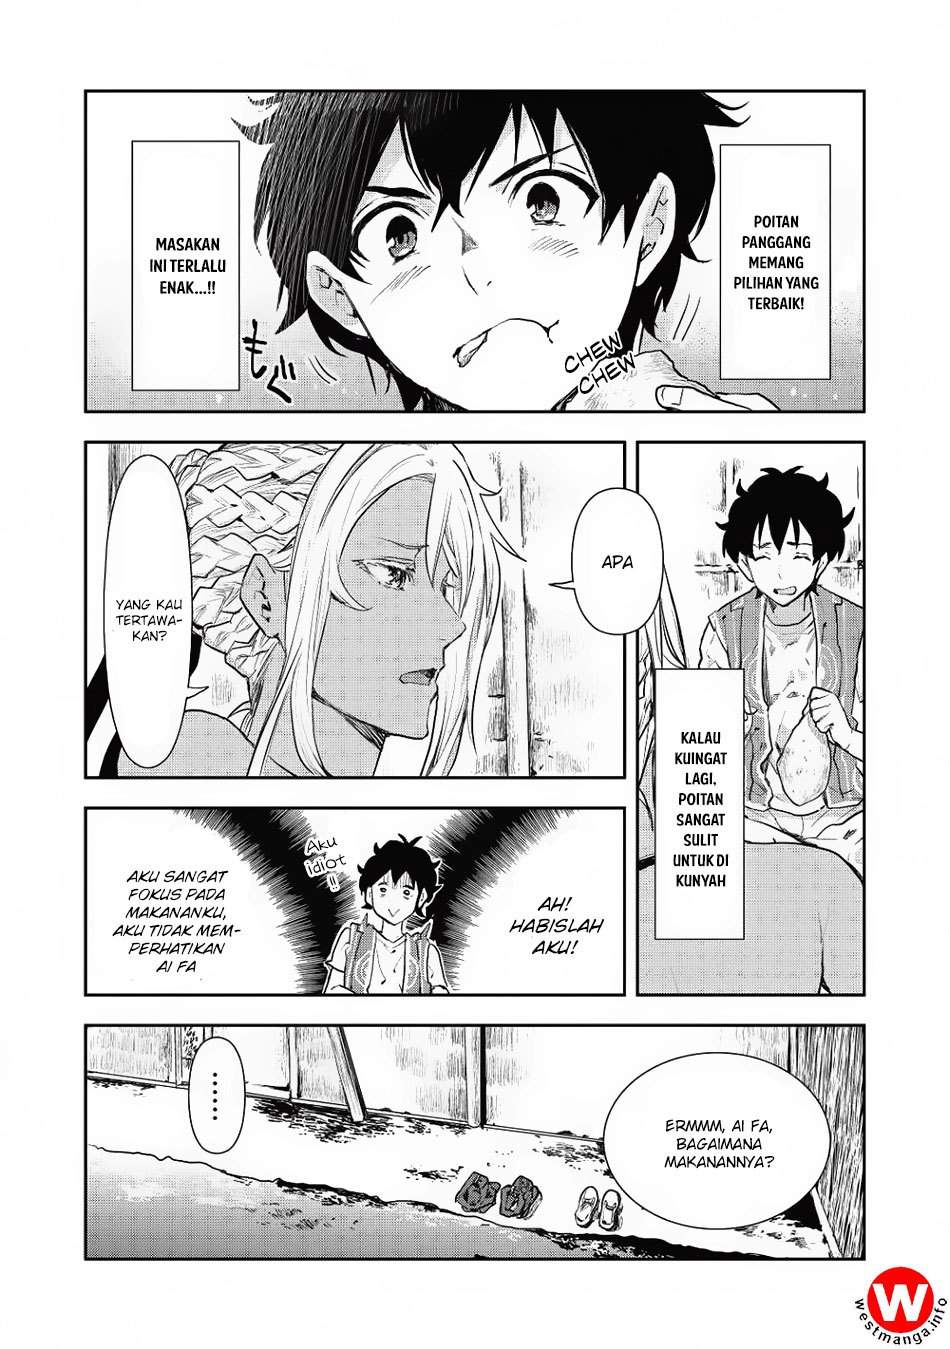 POITAN
PANGGANG
MEMANG
PILIHAN YANG
TERBAIK!
MASAKAN
INI TERLALU
ENAK...!!
CHEW
CHEW
もぐ
KALAU
KUINGAT
LAGI,
POITAN
SANGAT
SULIT
UNTUK DI
KUNYAH
APA
YANG KAU
TERTAWA-
KAN?
AH!
HABISLAH
AKU!
Aku
idiot
!!
AKU SANGAT
FOKUS PADA
MAKANANKU,
AKU TIDAK MEM-
PERHATIKAN
AI FA
ERMMM, AI FA,
BAGAIMANA
MAKANANNYA?
.......
W
westmanga.info